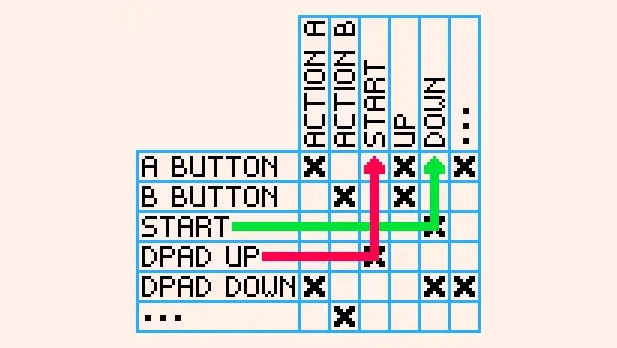 ACTION A
ACTION B
START
UP
DOWN
...
A BUTTON
B BUTTON
START
DPAD UP
DPAD DOWN
...